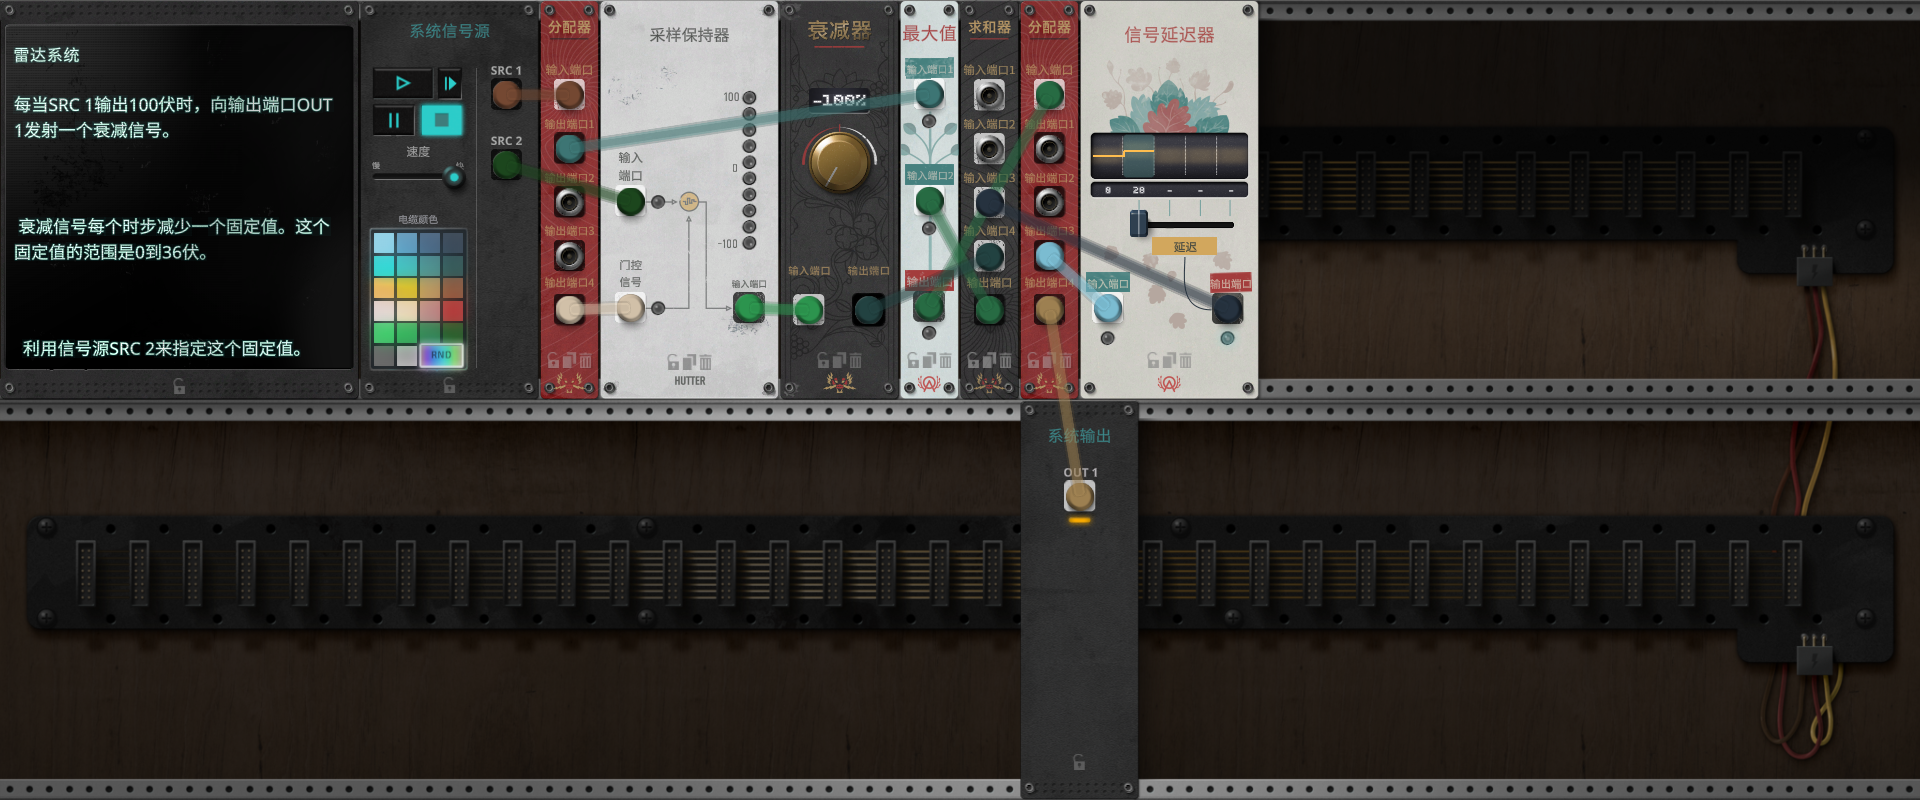 雷达系统
每当SRC 1输出100伏时，向输出端口OUT
1发射一个衰减信号。
衰减信号每个时步减少一个固定值。这个
固定值的范围是0到36伏。
利用信号源SRC 2来指定这个固定值。
系统信号源
SRC 1
SRC 2
速度
慢
快
电缆颜色
RND
分配器
输入端口
输出端口1
输出端口2
输出端口3
输出端口4
采样保持器
输入
端口
门控
信号
100
0
-100
输入端口
HUTTER
衰减器
-100%
输入端口
输出端口
最大值
输入端口1
输入端口2
输出端口
求和器
输入端口1
输入端口2
输入端口3
输入端口4
输出端口
分配器
输入端口
输出端口1
输出端口2
输出端口3
输出端口4
信号延迟器
0 20 - - -
延迟
输入端口
输出端口
系统输出
OUT 1